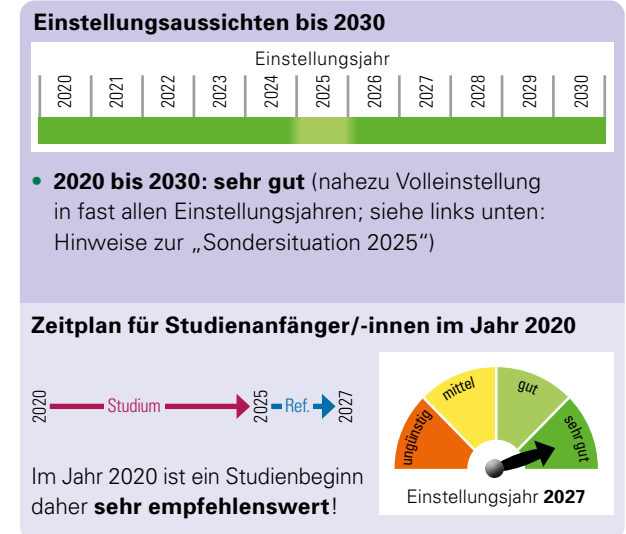 Einstellungsaussichten bis 2030
Einstellungsjahr
2020 2021 2022 2023 2024 2025 2026 2027 2028 2029 2030
• 2020 bis 2030: sehr gut (nahezu Volleinstellung
in fast allen Einstellungsjahren; siehe links unten:
Hinweise zur „Sondersituation 2025“)
Zeitplan für Studienanfänger/-innen im Jahr 2020
2020 Studium 2025 Ref. 2027
Im Jahr 2020 ist ein Studienbeginn
daher sehr empfehlenswert!
ungünstig mittel gut sehr gut
Einstellungsjahr 2027